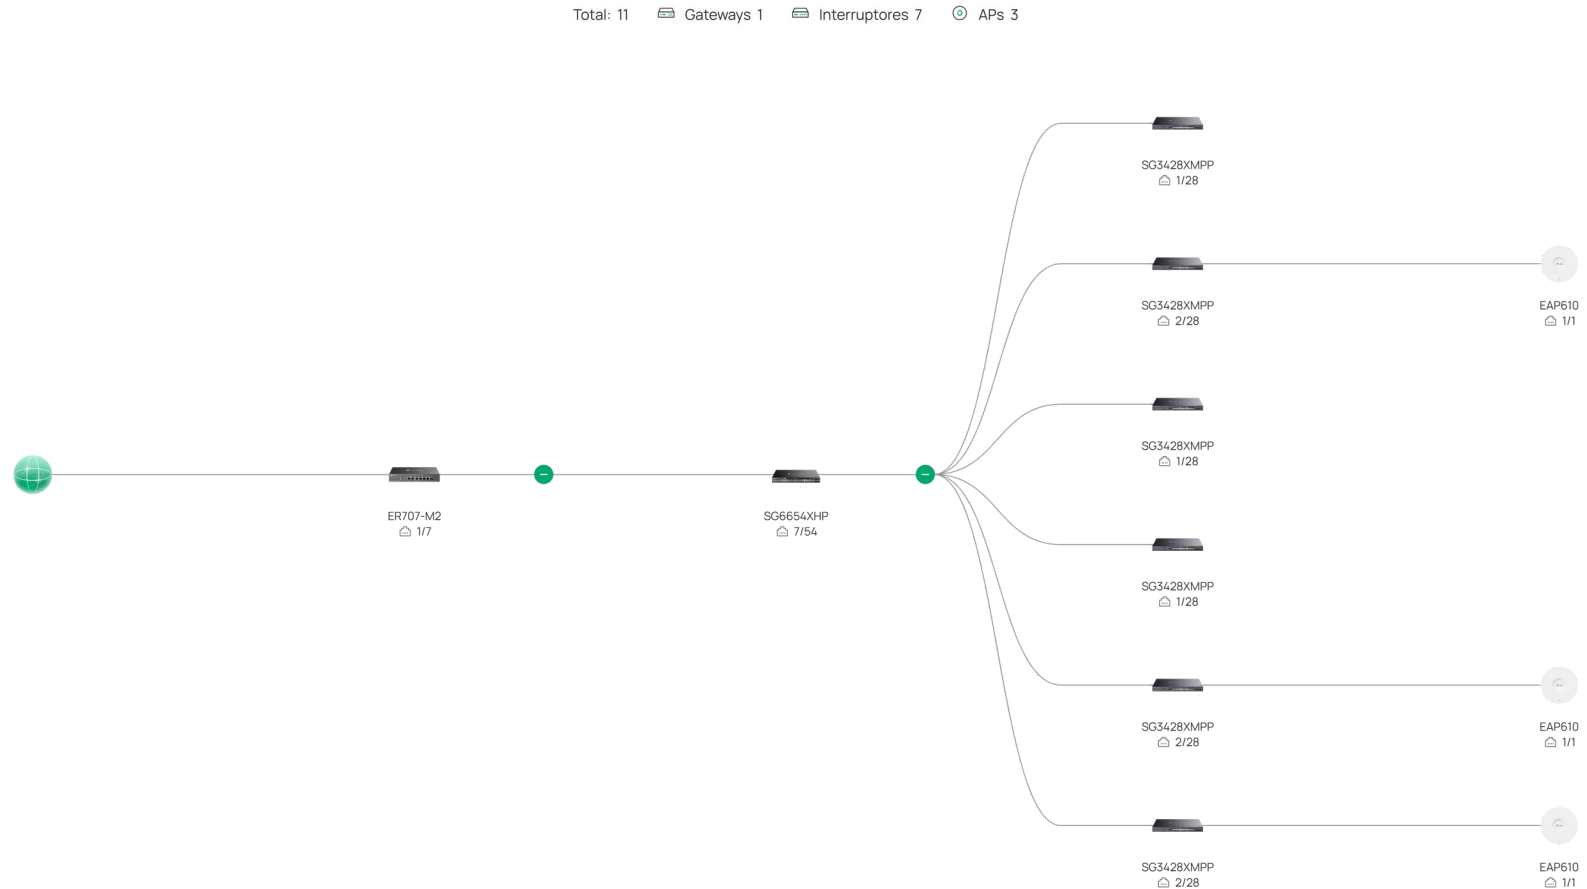 Total: 11 Gateways 1 Interruptores 7 APs 3
SG3428XMPP
1/28
SG3428XMPP
2/28
EAP610
1/1
SG3428XMPP
1/28
ER707-M2
1/7
SG6654XHP
7/54
SG3428XMPP
1/28
SG3428XMPP
2/28
EAP610
1/1
SG3428XMPP
2/28
EAP610
1/1